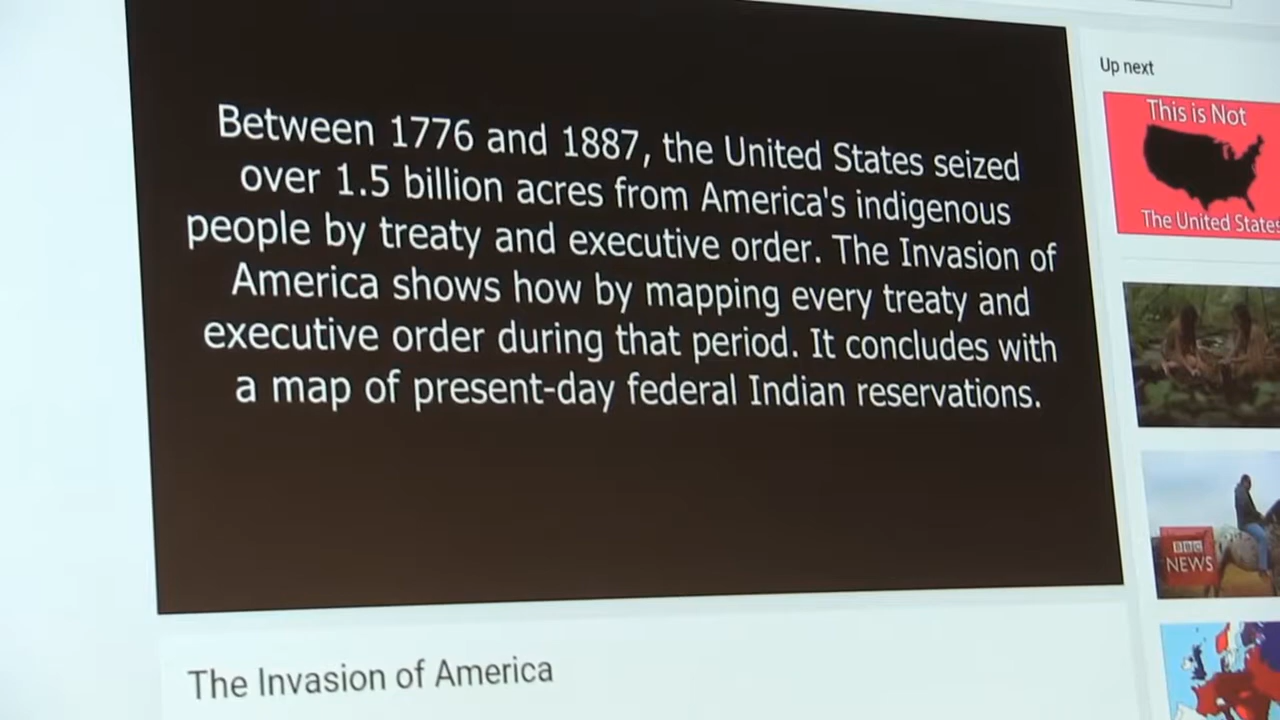 Between 1776 and 1887, the United States seized
over 1.5 billion acres from America's indigenous
people by treaty and executive order. The Invasion of
America shows how by mapping every treaty and
executive order during that period. It concludes with
a map of present-day federal Indian reservations.
The Invasion of America
Up next
This is Not
The United States
BBC
NEWS